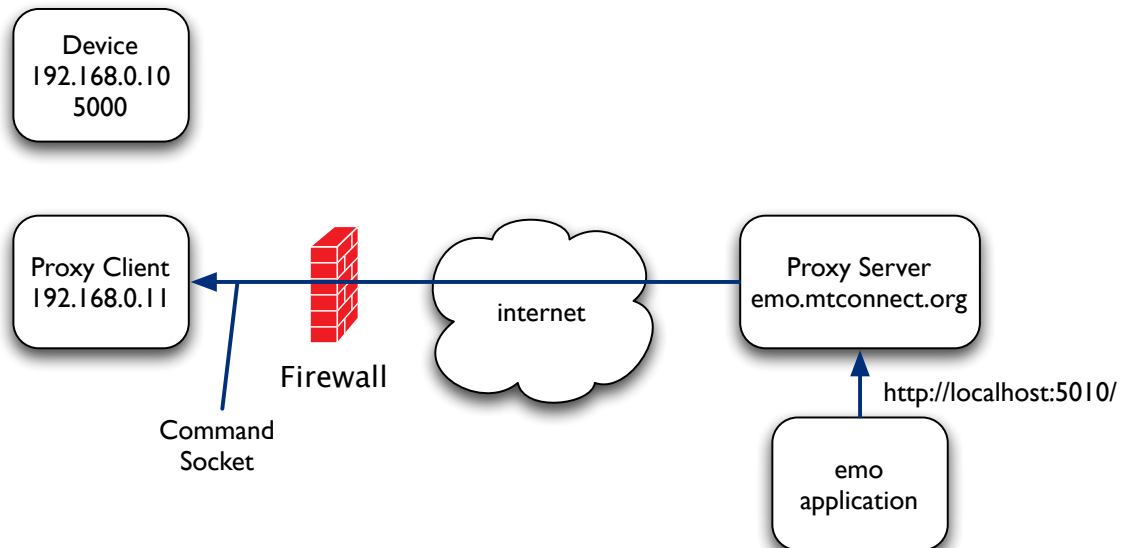 Device
192.168.0.10
5000
Proxy Client
192.168.0.11
Firewall
internet
Proxy Server
emo.mtconnect.org
Command
Socket
http://localhost:5010/
emo
application